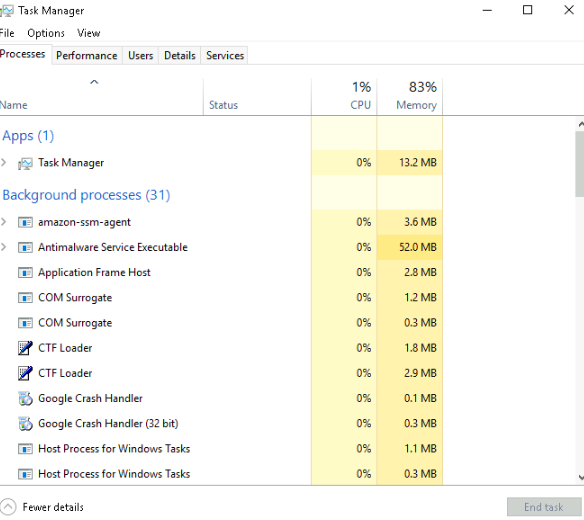 Task Manager
File Options View
Processes Performance Users Details Services
1% 83%
Name Status CPU Memory
Apps (1)
Task Manager 0% 13.2 MB
Background processes (31)
amazon-ssm-agent 0% 3.6 MB
Antimalware Service Executable 0% 52.0 MB
Application Frame Host 0% 2.8 MB
COM Surrogate 0% 1.2 MB
COM Surrogate 0% 0.3 MB
CTF Loader 0% 1.8 MB
CTF Loader 0% 2.9 MB
Google Crash Handler 0% 0.1 MB
Google Crash Handler (32 bit) 0% 0.3 MB
Host Process for Windows Tasks 0% 1.1 MB
Host Process for Windows Tasks 0% 0.3 MB
Fewer details End task